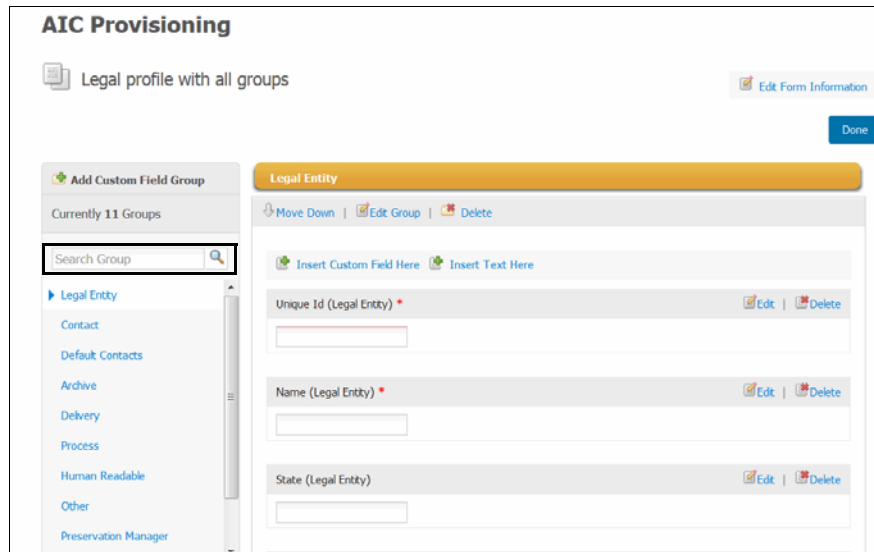 AIC Provisioning
Legal profile with all groups
Edit Form Information
Done
Add Custom Field Group
Currently 11 Groups
Search Group
Legal Entity
Contact
Default Contacts
Archive
Delivery
Process
Human Readable
Other
Preservation Manager
Legal Entity
Move Down | Edit Group | Delete
Insert Custom Field Here Insert Text Here
Unique Id (Legal Entity) * Edit | Delete
Name (Legal Entity) * Edit | Delete
State (Legal Entity) Edit | Delete